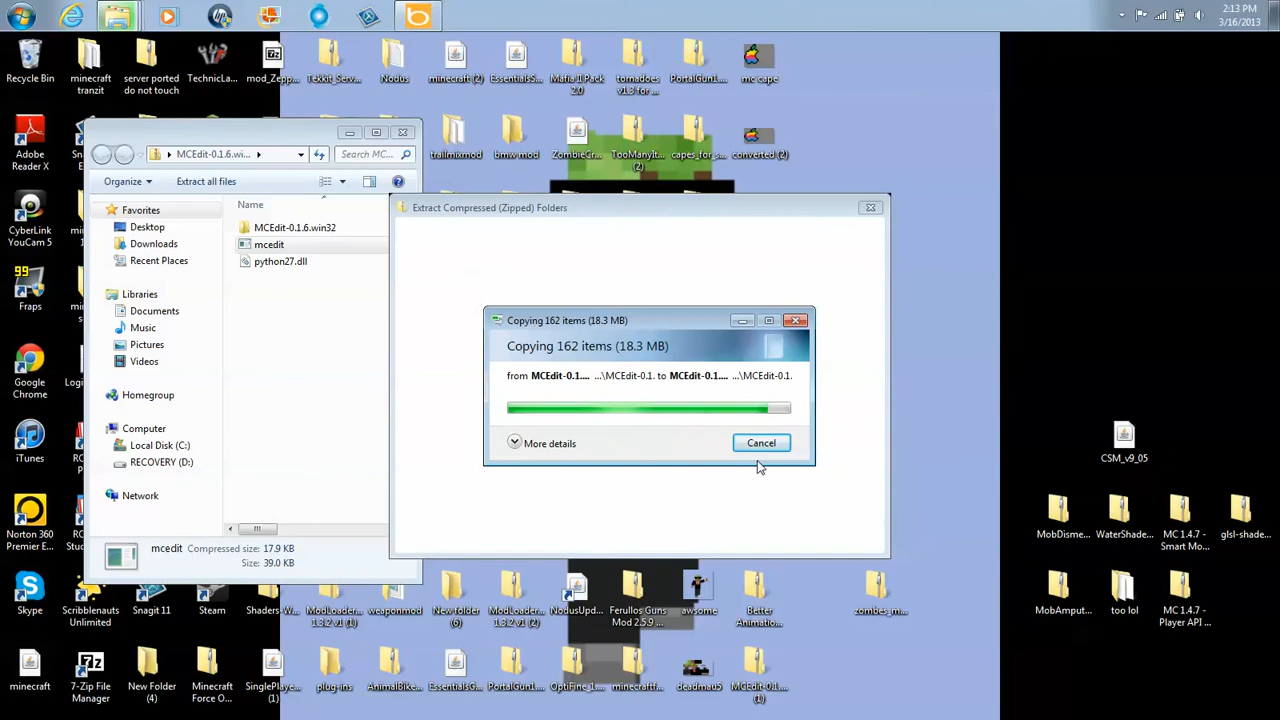 2:13 PM
3/16/2013
Recycle Bin
minecraft
tranzit
server ported
do not touch
TechnicLa...
mod_Zepp...
Tekkit_Serv...
Nodus
minecraft (2)
EssentialsS...
Mafia II Pack
2.0
tornadoes
v1.3 for ...
PortalGun1....
mc cape
Adobe
Reader X
trailmixmod
bmw mod
ZombieCr...
TooManyIt...
(2)
capes_for_s...
converted (2)
MCEdit-0.1.6.wi...
Search MC...
Organize
Extract all files
Favorites
Desktop
Downloads
Recent Places
Libraries
Documents
Music
Pictures
Videos
Homegroup
Computer
Local Disk (C:)
RECOVERY (D:)
Network
Name
MCEdit-0.1.6.win32
mcedit
python27.dll
mcedit
Compressed size: 17.9 KB
Size: 39.0 KB
Extract Compressed (Zipped) Folders
Copying 162 items (18.3 MB)
Copying 162 items (18.3 MB)
from MCEdit-0.1.... ...\MCEdit-0.1. to MCEdit-0.1.... ...\MCEdit-0.1.
More details
Cancel
CyberLink
YouCam 5
99
Fraps
Google
Chrome
iTunes
Norton 360
Premier E...
CSM_v9_05
MobDisme...
WaterShade...
MC 1.4.7 -
Smart Mo...
glsl-shade...
Skype
Scribblenauts
Unlimited
Snagit 11
Steam
Shaders-W...
ModLoader...
1.3.2 v1 (1)
weaponmod
New folder
(6)
ModLoader...
1.3.2 v1 (2)
NodusUpd...
Ferullos Guns
Mod 2.5.9 ...
awsome
Better
Animatio...
zombes_m...
MobAmput...
too lol
MC 1.4.7 -
Player API ...
minecraft
7-Zip File
Manager
New Folder
(4)
Minecraft
Force O...
SinglePlaye...
(1)
plug-ins
AnimalBike...
EssentialsG...
PortalGun1....
OptiFine_1...
minecraftf...
deadmau5
MCEdit-0.1....
(1)